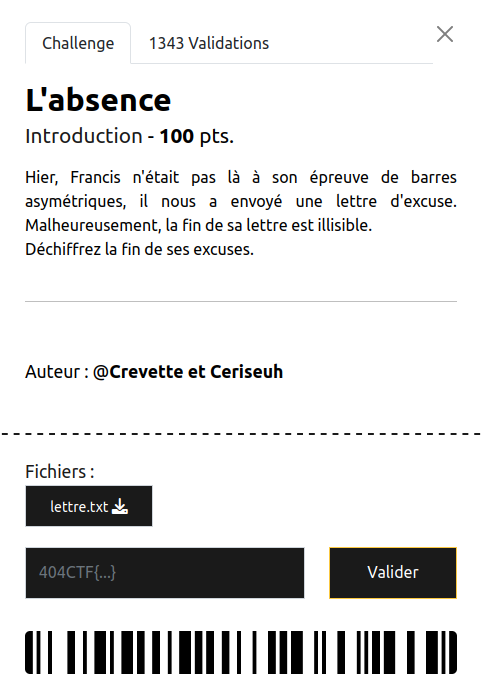 Challenge
1343 Validations
L'absence
Introduction - 100 pts.
Hier, Francis n'était pas là à son épreuve de barres
asymétriques, il nous a envoyé une lettre d'excuse.
Malheureusement, la fin de sa lettre est illisible.
Déchiffrez la fin de ses excuses.
Auteur : @Crevette et Ceriseuh
Fichiers :
lettre.txt
404CTF{...}
Valider